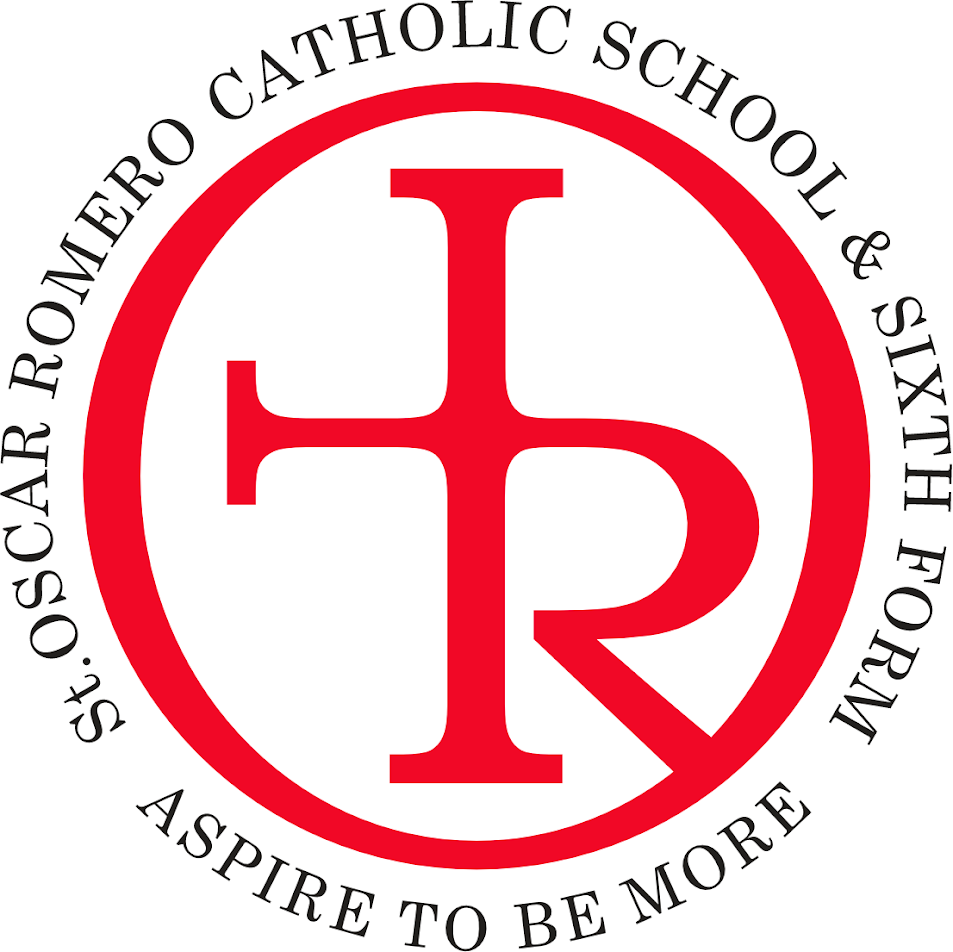 St. OSCAR ROMERO CATHOLIC SCHOOL & SIXTH FORM
R
ASPIRE TO BE MORE